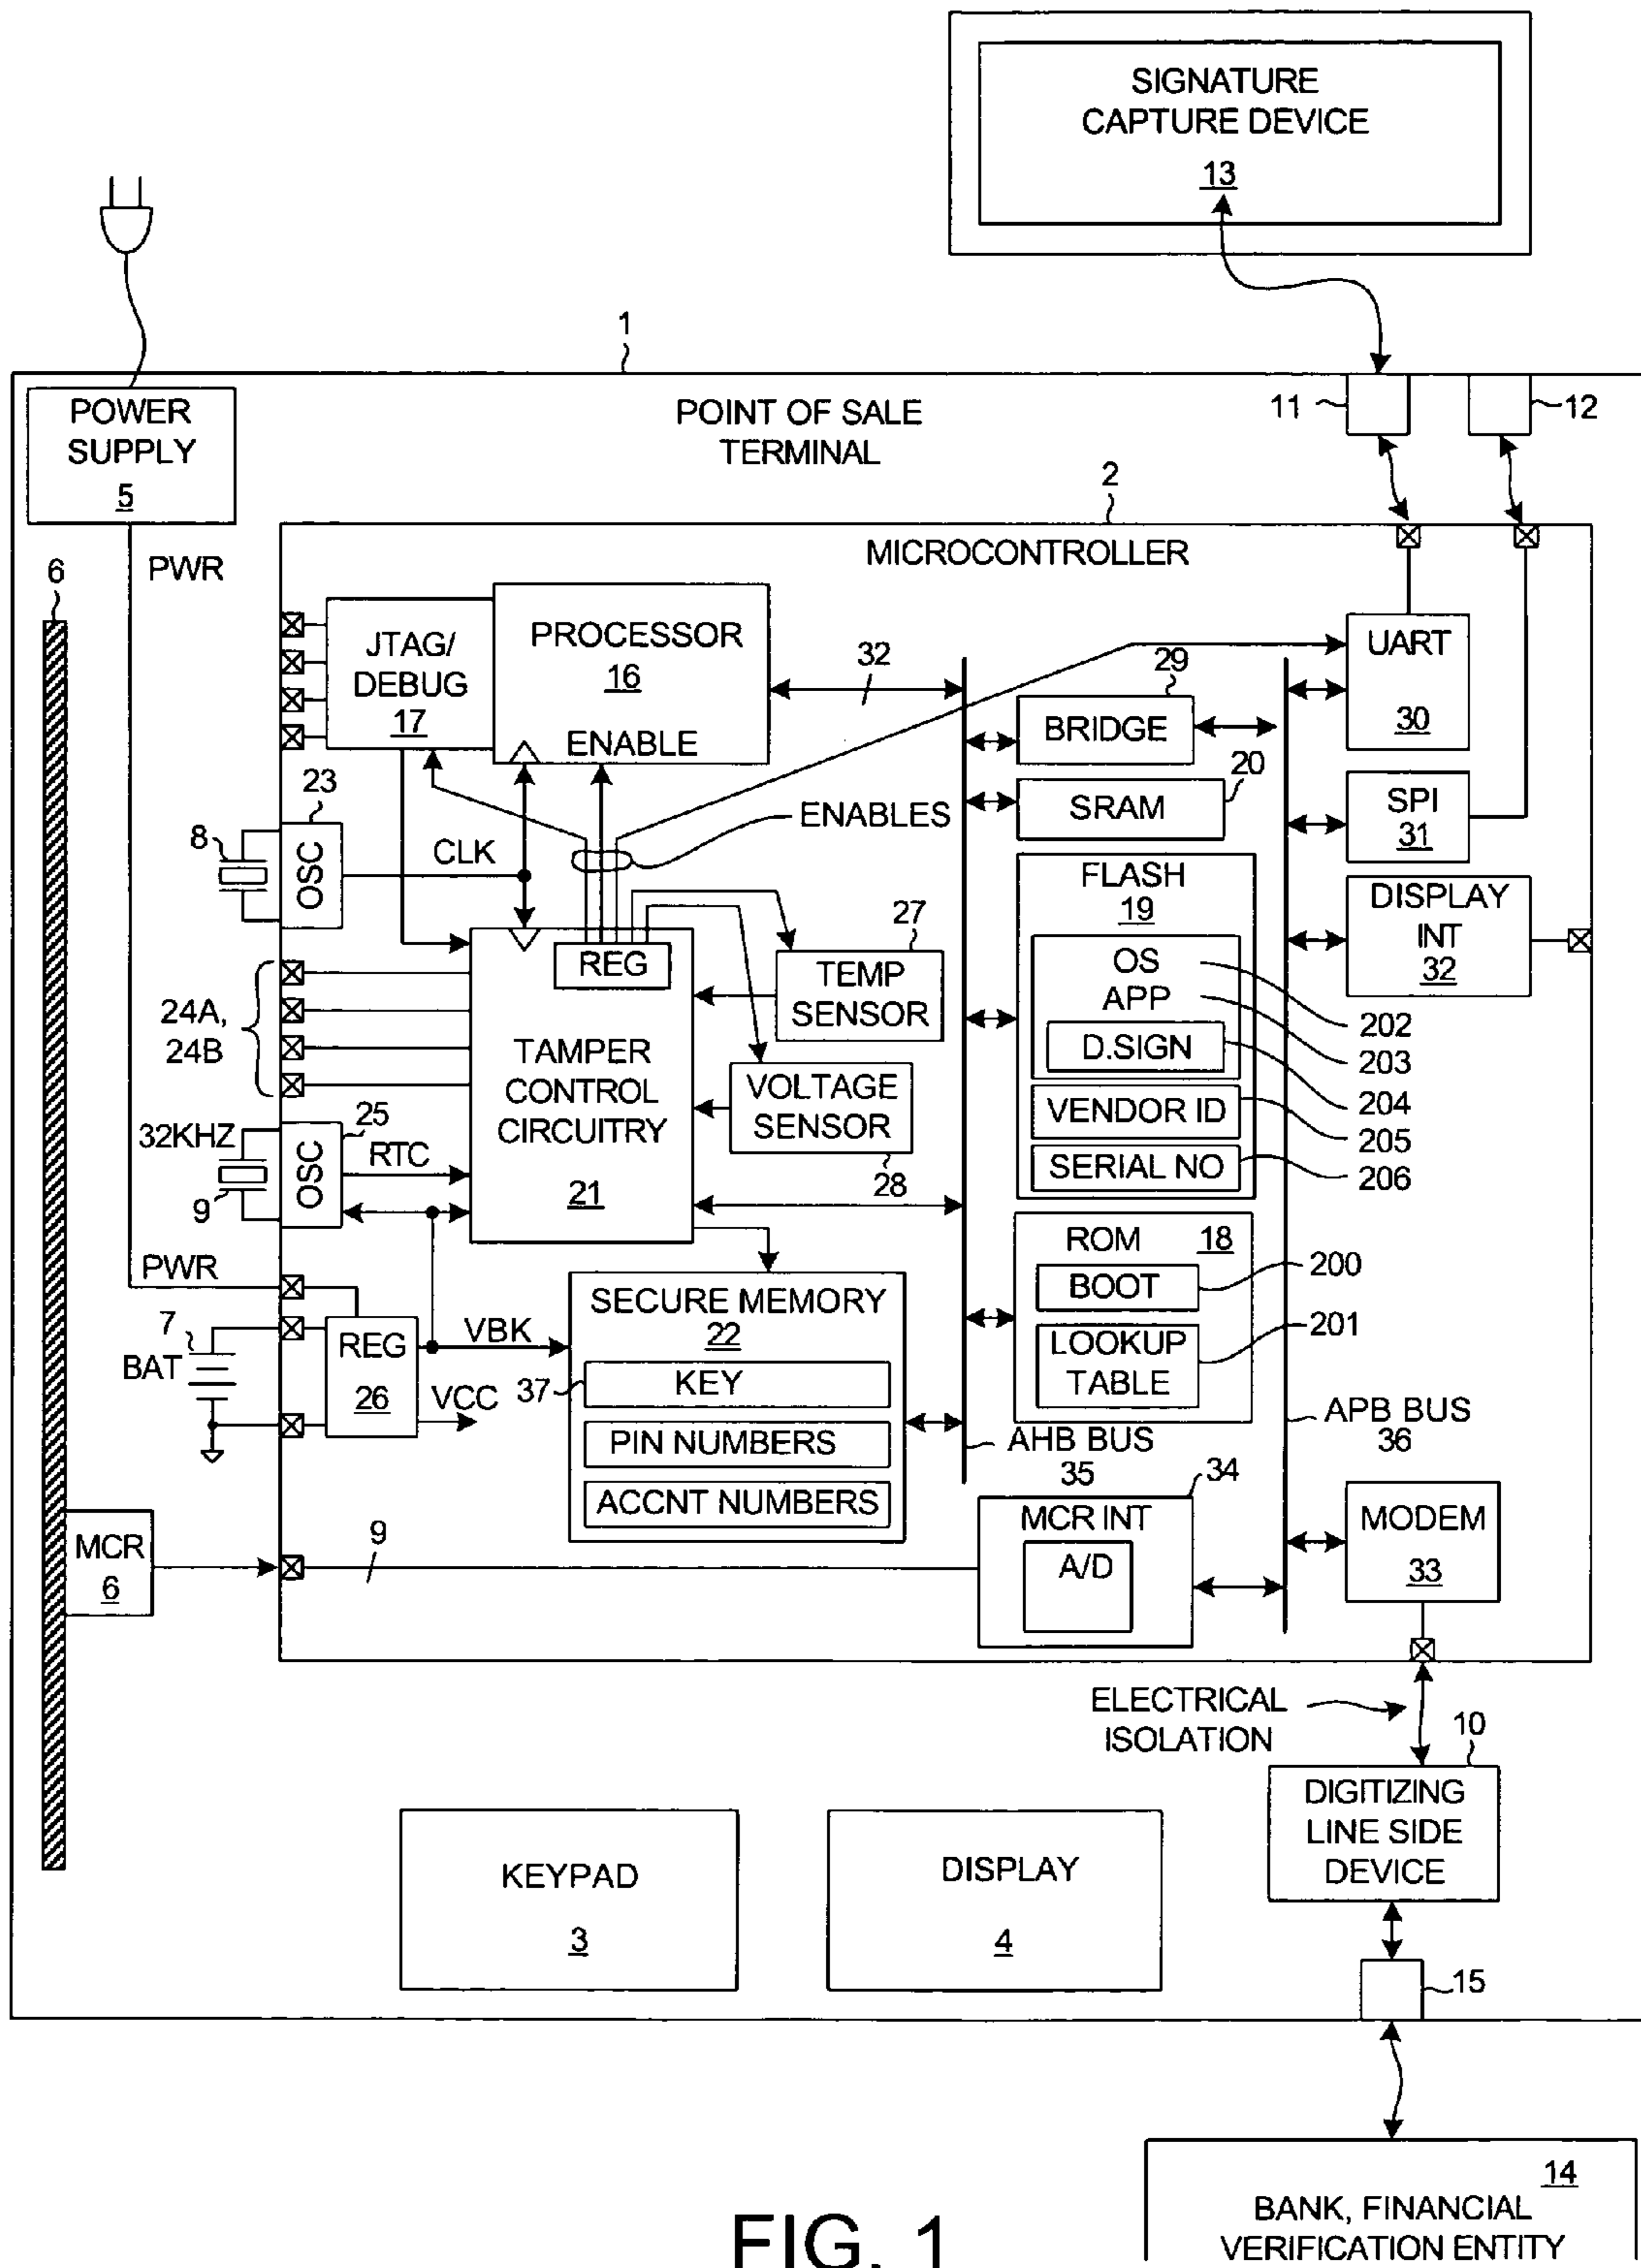 SIGNATURE
CAPTURE DEVICE
13
1
POWER
SUPPLY
5
POINT OF SALE
TERMINAL
11
12
2
MICROCONTROLLER
PWR
6
JTAG/
DEBUG
17
PROCESSOR
16
ENABLE
32
29
BRIDGE
UART
30
20
SRAM
SPI
31
23
8
OSC
CLK
ENABLES
FLASH
19
DISPLAY
INT
32
OS
APP
D.SIGN
VENDOR ID
SERIAL NO
202
203
204
205
206
REG
27
TEMP
SENSOR
24A,
24B
TAMPER
CONTROL
CIRCUITRY
21
VOLTAGE
SENSOR
28
25
32KHZ
OSC
RTC
9
ROM
18
BOOT
200
LOOKUP
TABLE
201
PWR
7
BAT
REG
26
VBK
VCC
SECURE MEMORY
22
37
KEY
PIN NUMBERS
ACCNT NUMBERS
AHB BUS
35
APB BUS
36
34
MCR INT
A/D
MODEM
33
MCR
6
9
ELECTRICAL
ISOLATION
10
DIGITIZING
LINE SIDE
DEVICE
KEYPAD
3
DISPLAY
4
15
14
BANK, FINANCIAL
VERIFICATION ENTITY
FIG. 1